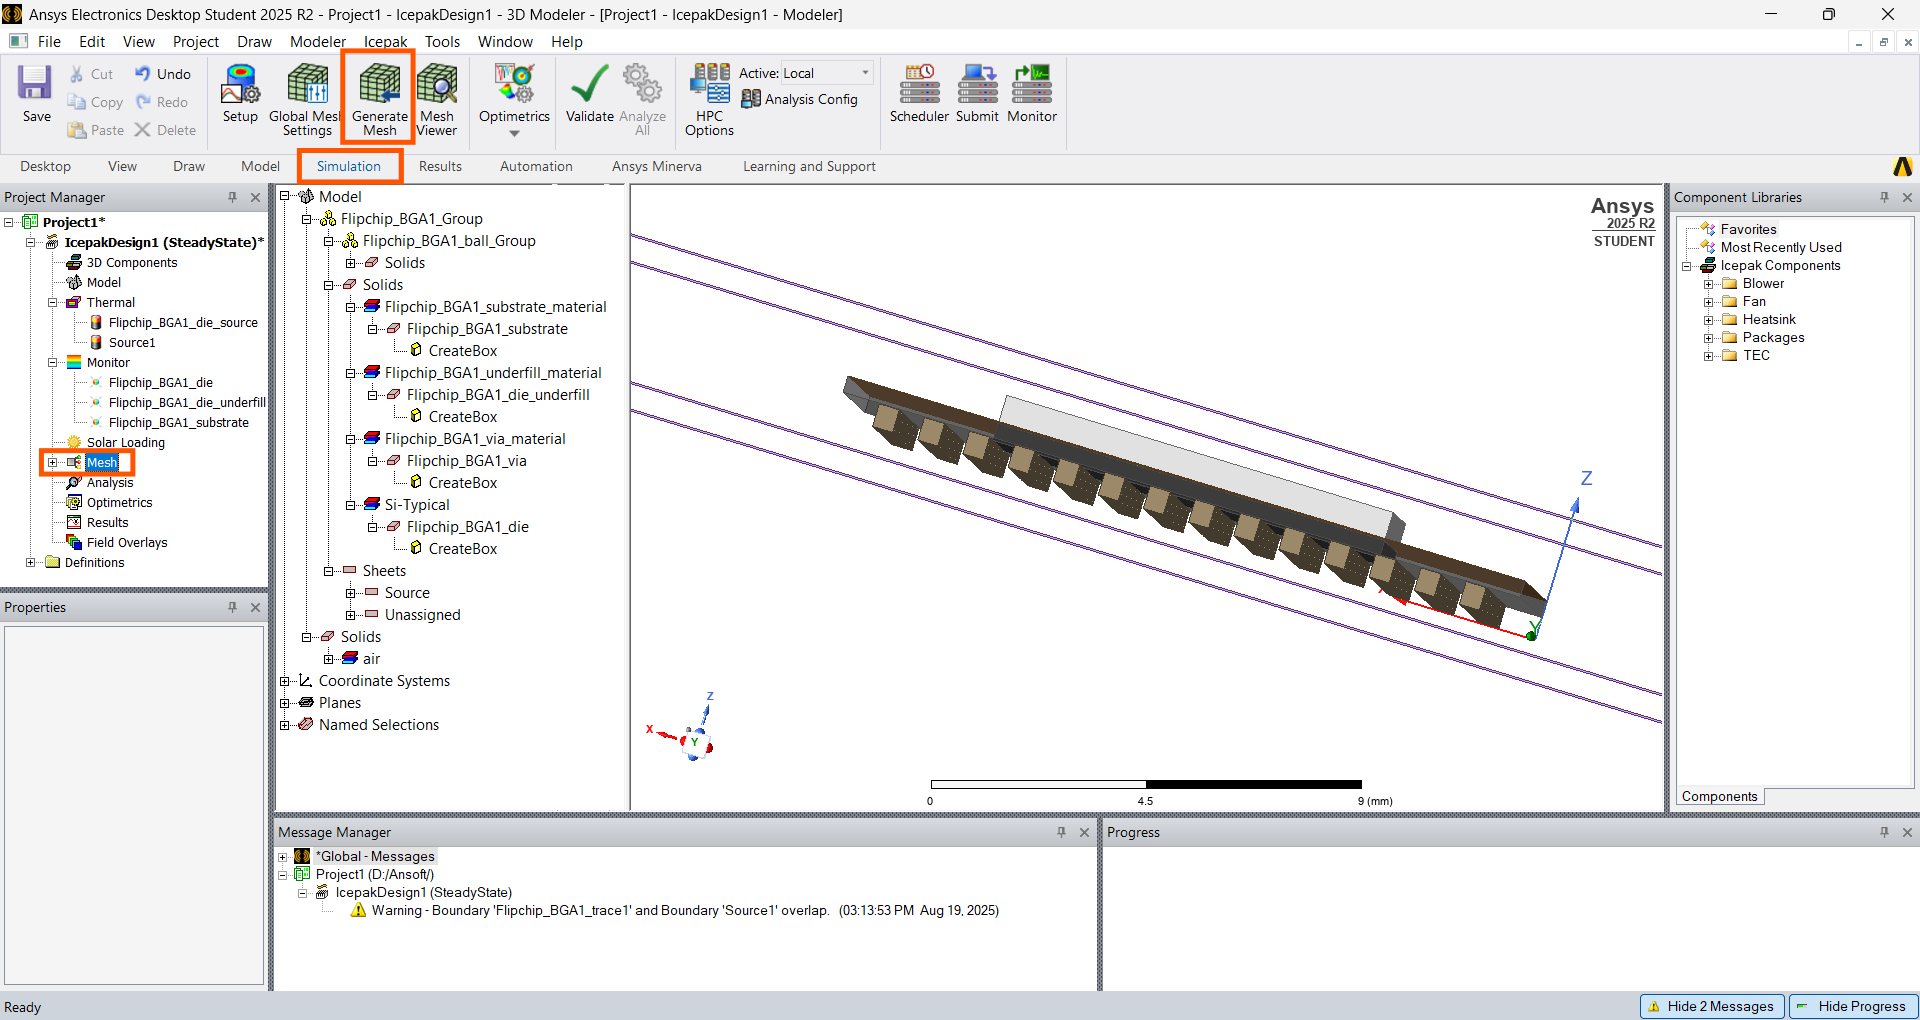 Ansys Electronics Desktop Student 2025 R2 - Project1 - IcepakDesign1 - 3D Modeler - [Project1 - IcepakDesign1 - Modeler]
File Edit View Project Draw Modeler Icepak Tools Window Help
Save
Cut
Copy
Paste
Undo
Redo
Delete
Setup
Global Mesh Settings
Generate Mesh
Mesh Viewer
Optimetrics
Validate
Analyze All
HPC Options
Active: Local
Analysis Config
Scheduler
Submit
Monitor
Desktop View Draw Model Simulation Results Automation Ansys Minerva Learning and Support
Project Manager
Project1*
IcepakDesign1 (SteadyState)*
3D Components
Model
Thermal
Flipchip_BGA1_die_source
Source1
Monitor
Flipchip_BGA1_die
Flipchip_BGA1_die_underfill
Flipchip_BGA1_substrate
Solar Loading
Mesh
Analysis
Optimetrics
Results
Field Overlays
Definitions
Properties
Model
Flipchip_BGA1_Group
Flipchip_BGA1_ball_Group
Solids
Solids
Flipchip_BGA1_substrate_material
Flipchip_BGA1_substrate
CreateBox
Flipchip_BGA1_underfill_material
Flipchip_BGA1_die_underfill
CreateBox
Flipchip_BGA1_via_material
Flipchip_BGA1_via
CreateBox
Si-Typical
Flipchip_BGA1_die
CreateBox
Sheets
Source
Unassigned
Solids
air
Coordinate Systems
Planes
Named Selections
Ansys
2025 R2
STUDENT
Z
Y
Z
X
Y
0 4.5 9 (mm)
Component Libraries
Favorites
Most Recently Used
Icepak Components
Blower
Fan
Heatsink
Packages
TEC
Components
Message Manager
*Global - Messages
Project1 (D:/Ansoft/)
IcepakDesign1 (SteadyState)
Warning - Boundary 'Flipchip_BGA1_trace1' and Boundary 'Source1' overlap. (03:13:53 PM Aug 19, 2025)
Progress
Ready
Hide 2 Messages
Hide Progress